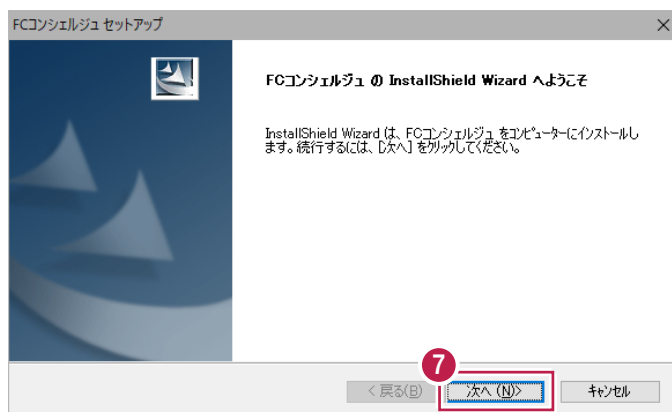 FCコンシェルジュ セットアップ
FCコンシェルジュ の InstallShield Wizard へようこそ
InstallShield Wizard は、FCコンシェルジュ をコンピューターにインストールし
ます。続行するには、[次へ] をクリックしてください。
7
< 戻る(B)
次へ (N)>
キャンセル